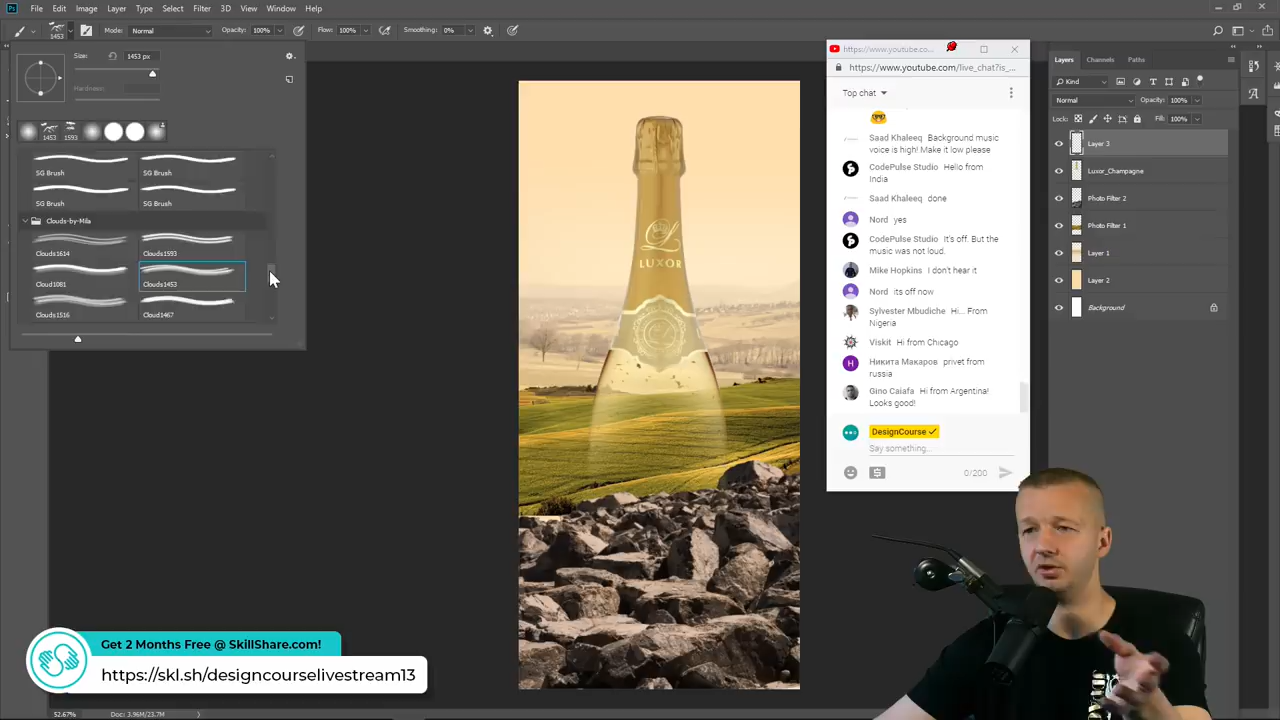 File Edit Image Layer Type Select Filter 3D View Window Help
1453 Mode: Normal Opacity: 100% Flow: 100% Smoothing: 0%
Size: 1453 px
Hardness:
1453 1593
SG Brush SG Brush
SG Brush SG Brush
Clouds-by-Mila
Clouds1614 Clouds1593
Cloud1081 Clouds1453
Clouds1516 Cloud1467
LUXOR
https://www.youtube.co...
https://www.youtube.com/live_chat?is_...
Top chat
Saad Khaleeq Background music
voice is high! Make it low please
CodePulse Studio Hello from
India
Saad Khaleeq done
Nord yes
CodePulse Studio It's off. But the
music was not loud.
Mike Hopkins I don't hear it
Nord its off now
Sylvester Mbudiche Hi... From
Nigeria
Viskit Hi from Chicago
Никита Макаров privet from
russia
Gino Caiafa Hi from Argentina!
Looks good!
DesignCourse
Say something...
0/200
Layers Channels Paths
Kind
Normal Opacity: 100%
Lock: Fill: 100%
Layer 3
Luxor_Champagne
Photo Filter 2
Photo Filter 1
Layer 1
Layer 2
Background
Get 2 Months Free @ SkillShare.com!
https://skl.sh/designcourselivestream13
52.67% Doc: 3.96M/23.7M